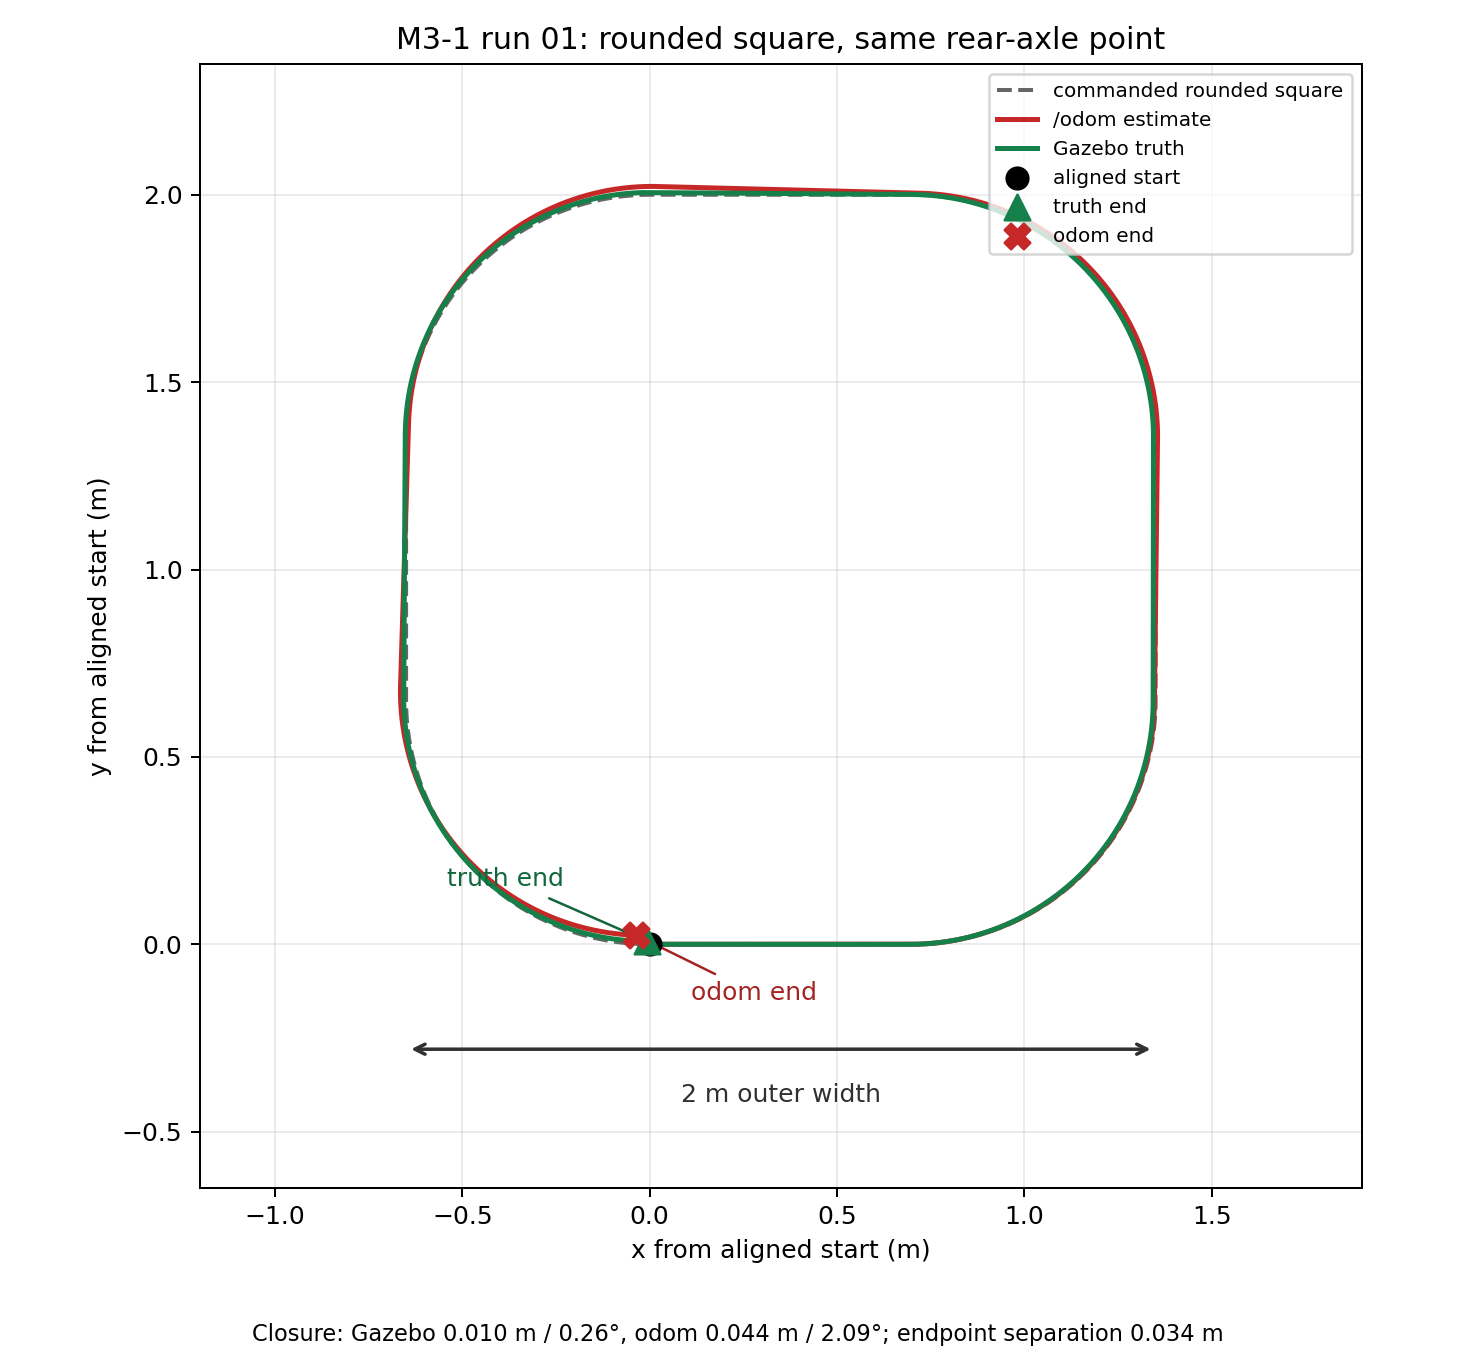 M3-1 run 01: rounded square, same rear-axle point
commanded rounded square
/odom estimate
Gazebo truth
aligned start
truth end
odom end
2.0
1.5
1.0
0.5
0.0
−0.5
y from aligned start (m)
truth end
odom end
2 m outer width
−1.0
−0.5
0.0
0.5
1.0
1.5
x from aligned start (m)
Closure: Gazebo 0.010 m / 0.26°, odom 0.044 m / 2.09°; endpoint separation 0.034 m